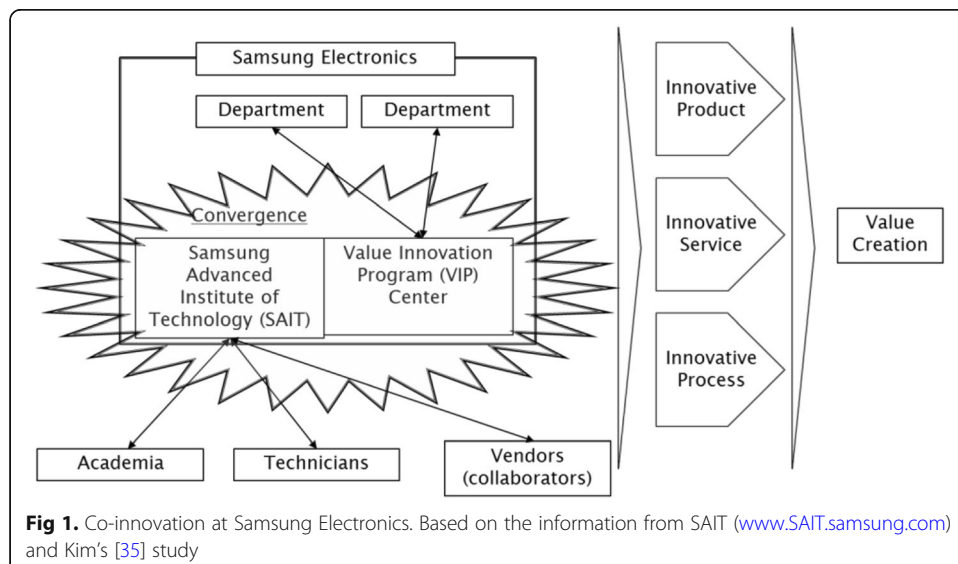 Samsung Electronics
Department
Department
Convergence
Samsung
Advanced
Institute of
Technology (SAIT)
Value Innovation
Program (VIP)
Center
Academia
Technicians
Vendors
(collaborators)
Innovative
Product
Innovative
Service
Innovative
Process
Value
Creation
Fig 1. Co-innovation at Samsung Electronics. Based on the information from SAIT (www.SAIT.samsung.com)
and Kim's [35] study